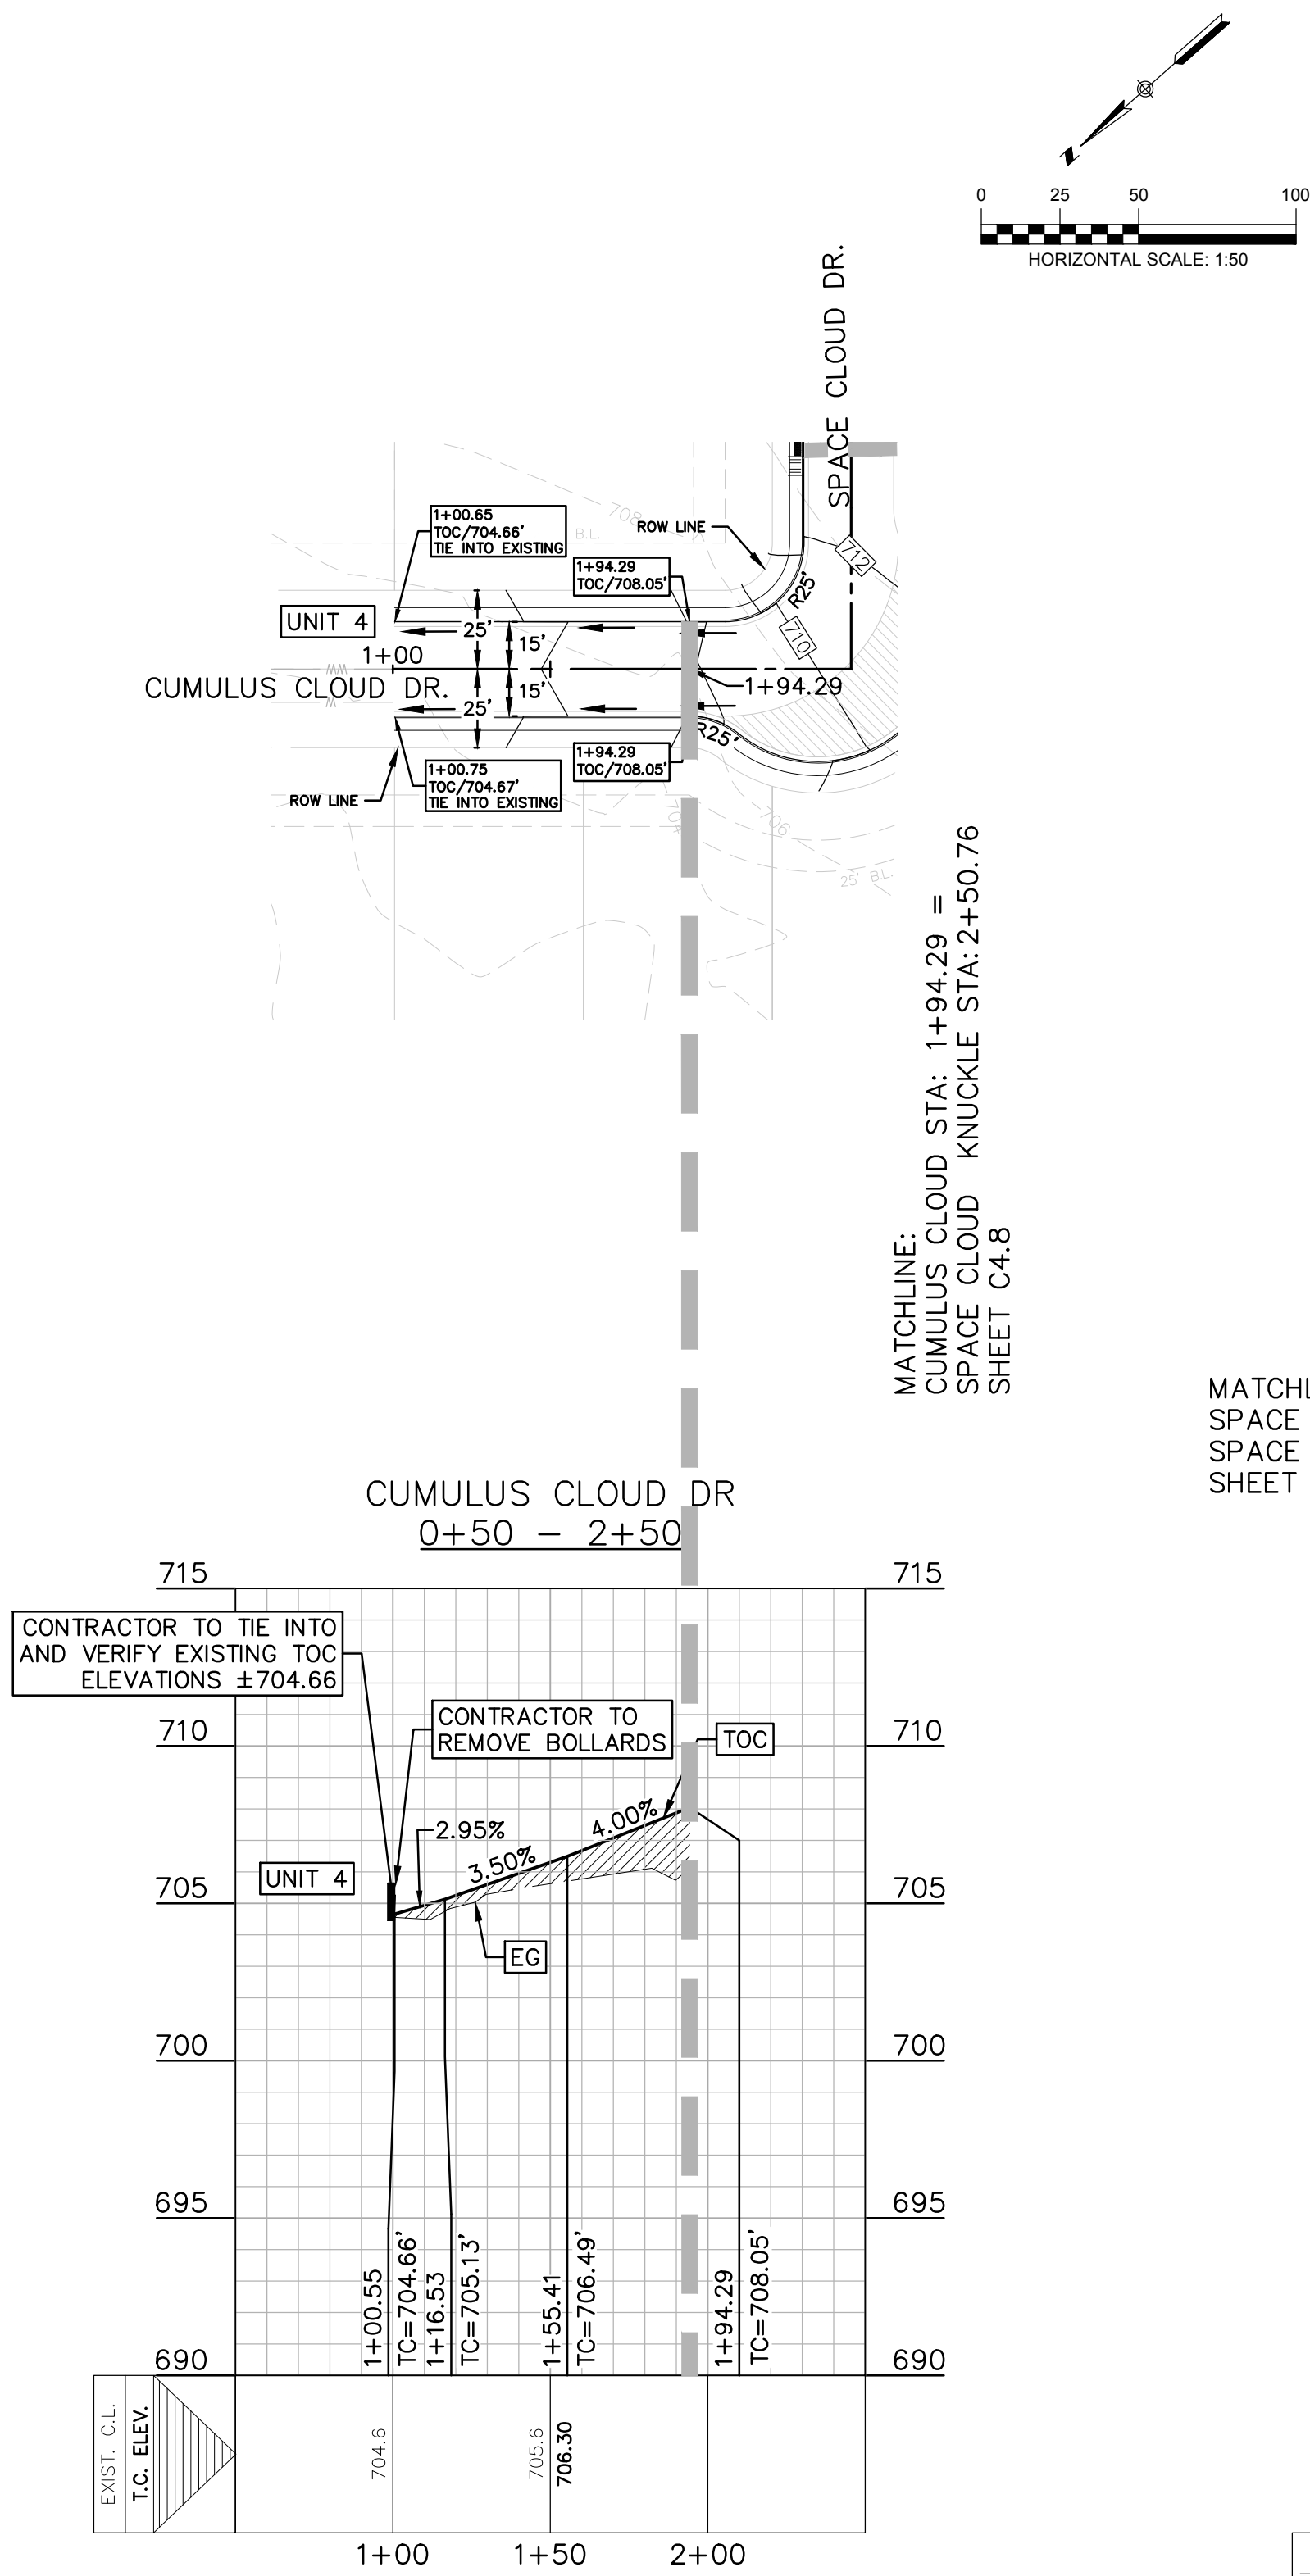 N
0 25 50 100
HORIZONTAL SCALE: 1:50
SPACE CLOUD DR.
708
B.L.
ROW LINE
1+00.65
TOC/704.66'
TIE INTO EXISTING
1+94.29
TOC/708.05'
712
R25'
710
UNIT 4
25'
15'
1+00
CUMULUS CLOUD DR.
15'
25'
1+94.29
R25'
1+94.29
TOC/708.05'
1+00.75
TOC/704.67'
TIE INTO EXISTING
ROW LINE
704
706
25' B.L.
MATCHLINE:
CUMULUS CLOUD STA: 1+94.29 =
SPACE CLOUD KNUCKLE STA: 2+50.76
SHEET C4.8
MATCHL
SPACE
SPACE
SHEET
CUMULUS CLOUD DR
0+50 - 2+50
715 715
CONTRACTOR TO TIE INTO
AND VERIFY EXISTING TOC
ELEVATIONS ±704.66
710 710
CONTRACTOR TO
REMOVE BOLLARDS
TOC
2.95%
3.50%
4.00%
UNIT 4
705 705
EG
700 700
695 695
1+00.55
TC=704.66'
1+16.53
TC=705.13'
1+55.41
TC=706.49'
1+94.29
TC=708.05'
690 690
EXIST. C.L.
T.C. ELEV.
704.6
705.6
706.30
1+00 1+50 2+00